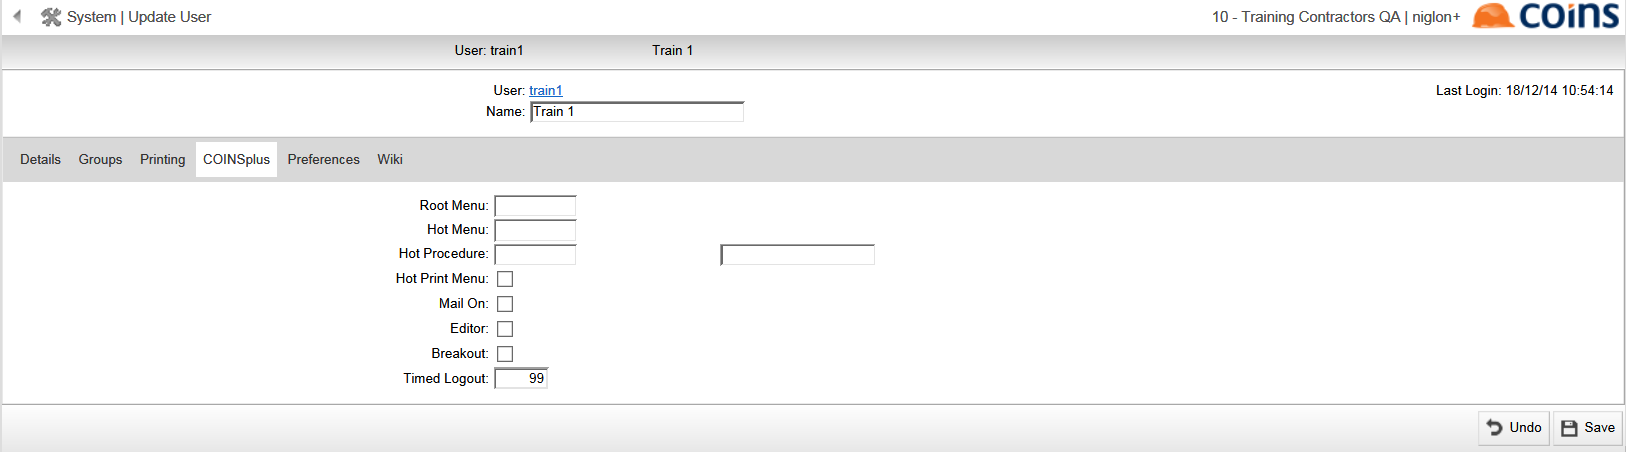 System | Update User
10 - Training Contractors QA | niglon+
coins
User: train1 Train 1
User: train1
Last Login: 18/12/14 10:54:14
Name: Train 1
Details Groups Printing COINSplus Preferences Wiki
Root Menu:
Hot Menu:
Hot Procedure:
Hot Print Menu:
Mail On:
Editor:
Breakout:
Timed Logout: 99
Undo Save